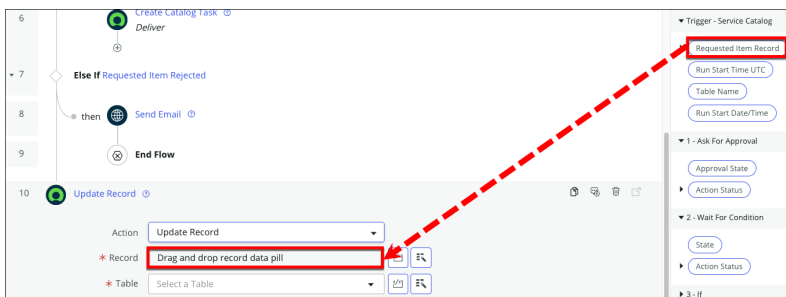 6
Create Catalog Task
Deliver
7
Else If Requested Item Rejected
8
then
Send Email
9
End Flow
10
Update Record
Action
Update Record
* Record
Drag and drop record data pill
* Table
Select a Table
Trigger - Service Catalog
Requested Item Record
Run Start Time UTC
Table Name
Run Start Date/Time
1 - Ask For Approval
Approval State
Action Status
2 - Wait For Condition
State
Action Status
3 - If